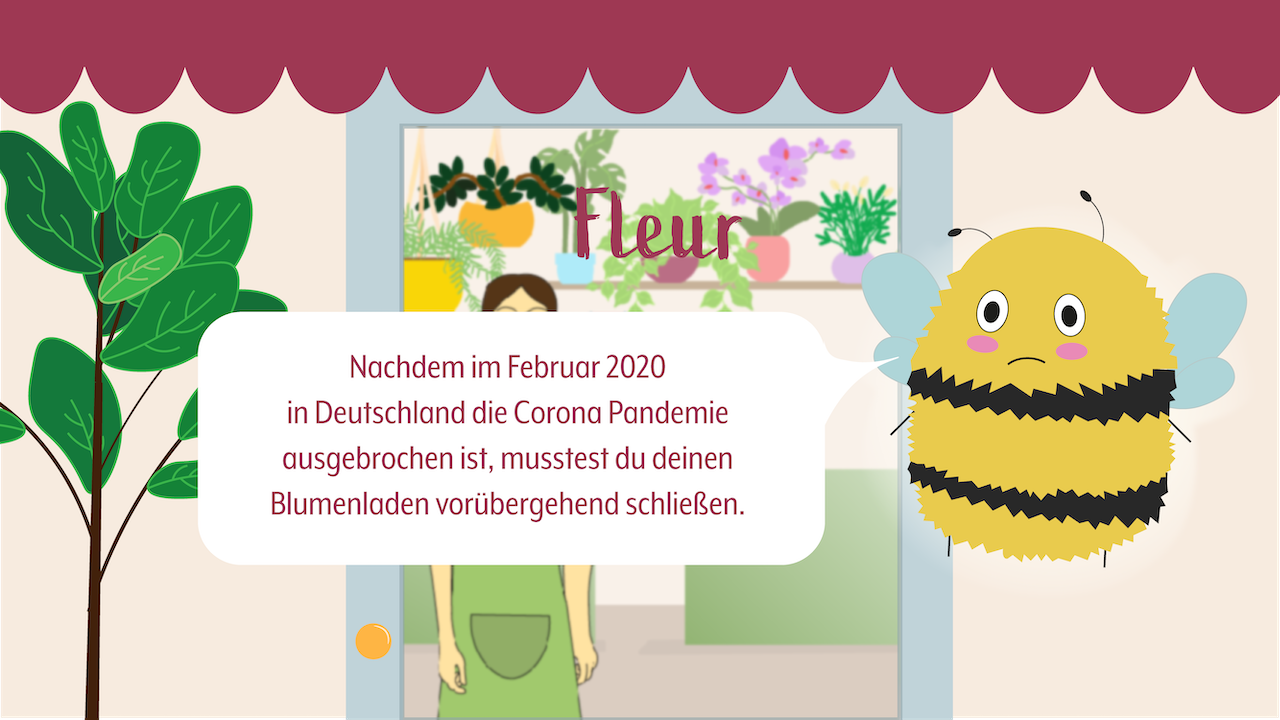 Fleur
Nachdem im Februar 2020
in Deutschland die Corona Pandemie
ausgebrochen ist, musstest du deinen
Blumenladen vorübergehend schließen.